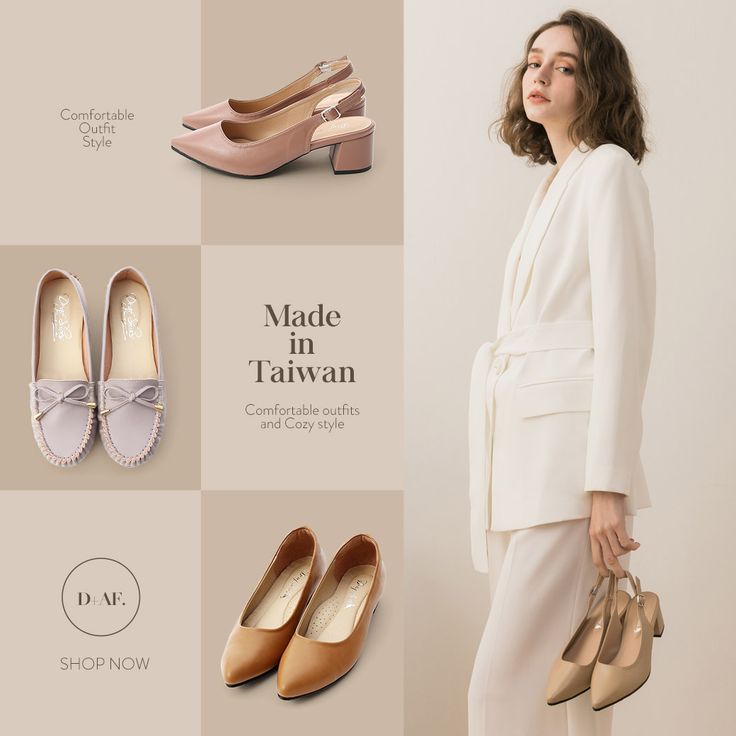 Comfortable
Outfit
Style
Made
in
Taiwan
Comfortable outfits
and Cozy style
D+AF.
SHOP NOW